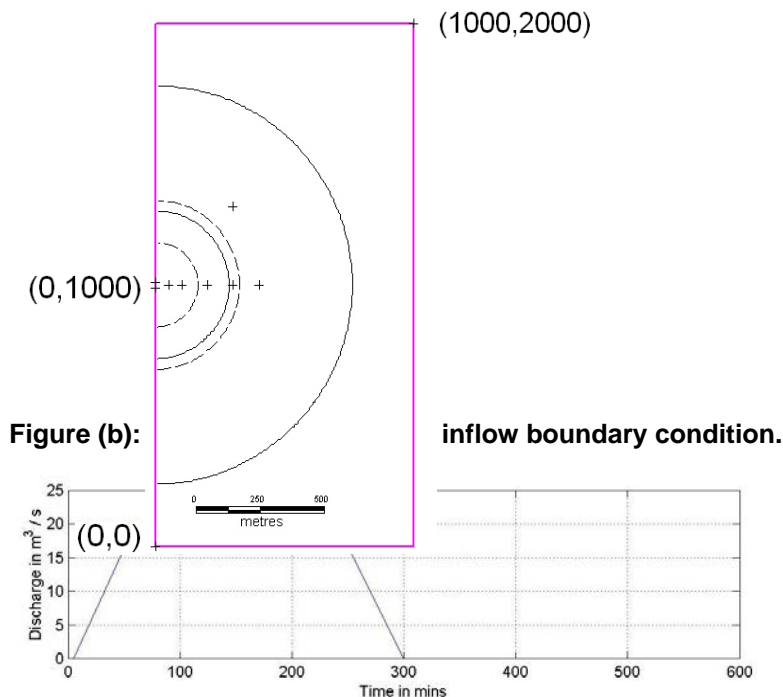 (1000,2000)
(0,1000)
Figure (b): inflow boundary condition.
0 250 500
metres
(0,0)
25
20
15
10
5
0
Discharge in m³ / s
0 100 200 300 400 500 600
Time in mins